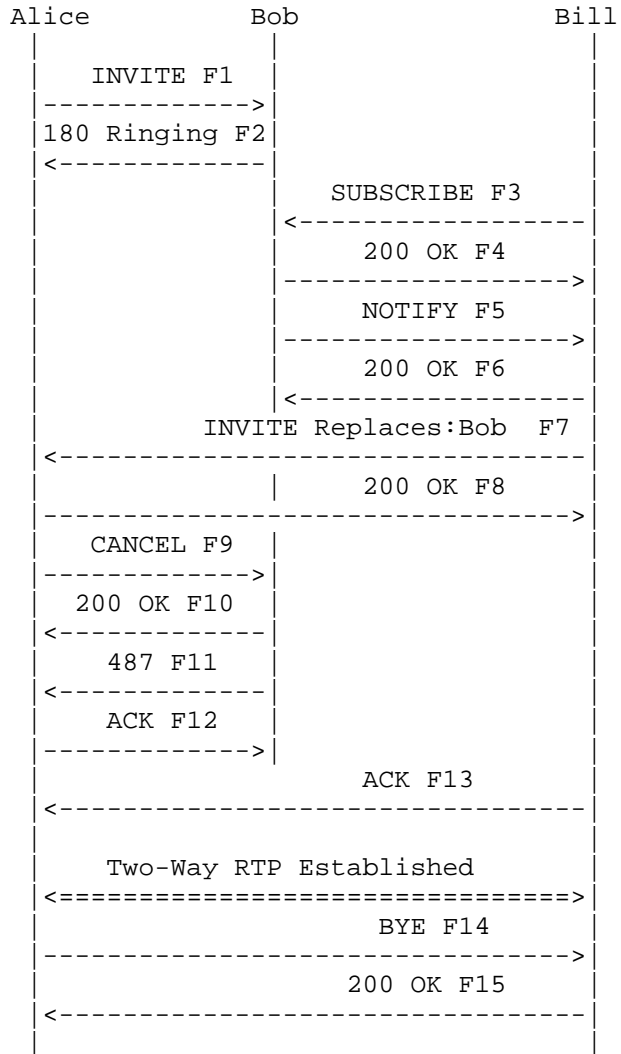 Alice Bob Bill
INVITE F1
180 Ringing F2
SUBSCRIBE F3
200 OK F4
NOTIFY F5
200 OK F6
INVITE Replaces:Bob F7
200 OK F8
CANCEL F9
200 OK F10
487 F11
ACK F12
ACK F13
Two-Way RTP Established
BYE F14
200 OK F15